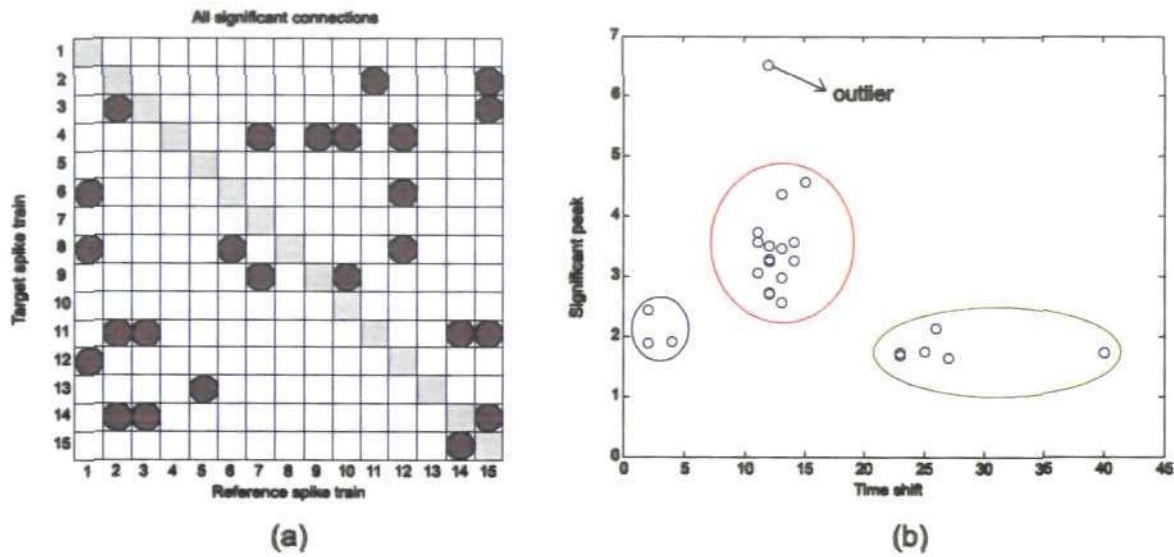 All significant connections
Target spike train
1
2
3
4
5
6
7
8
9
10
11
12
13
14
15
1 2 3 4 5 6 7 8 9 10 11 12 13 14 15
Reference spike train
(a)
Significant peak
7
6
5
4
3
2
1
0
outlier
0 5 10 15 20 25 30 35 40 45
Time shift
(b)